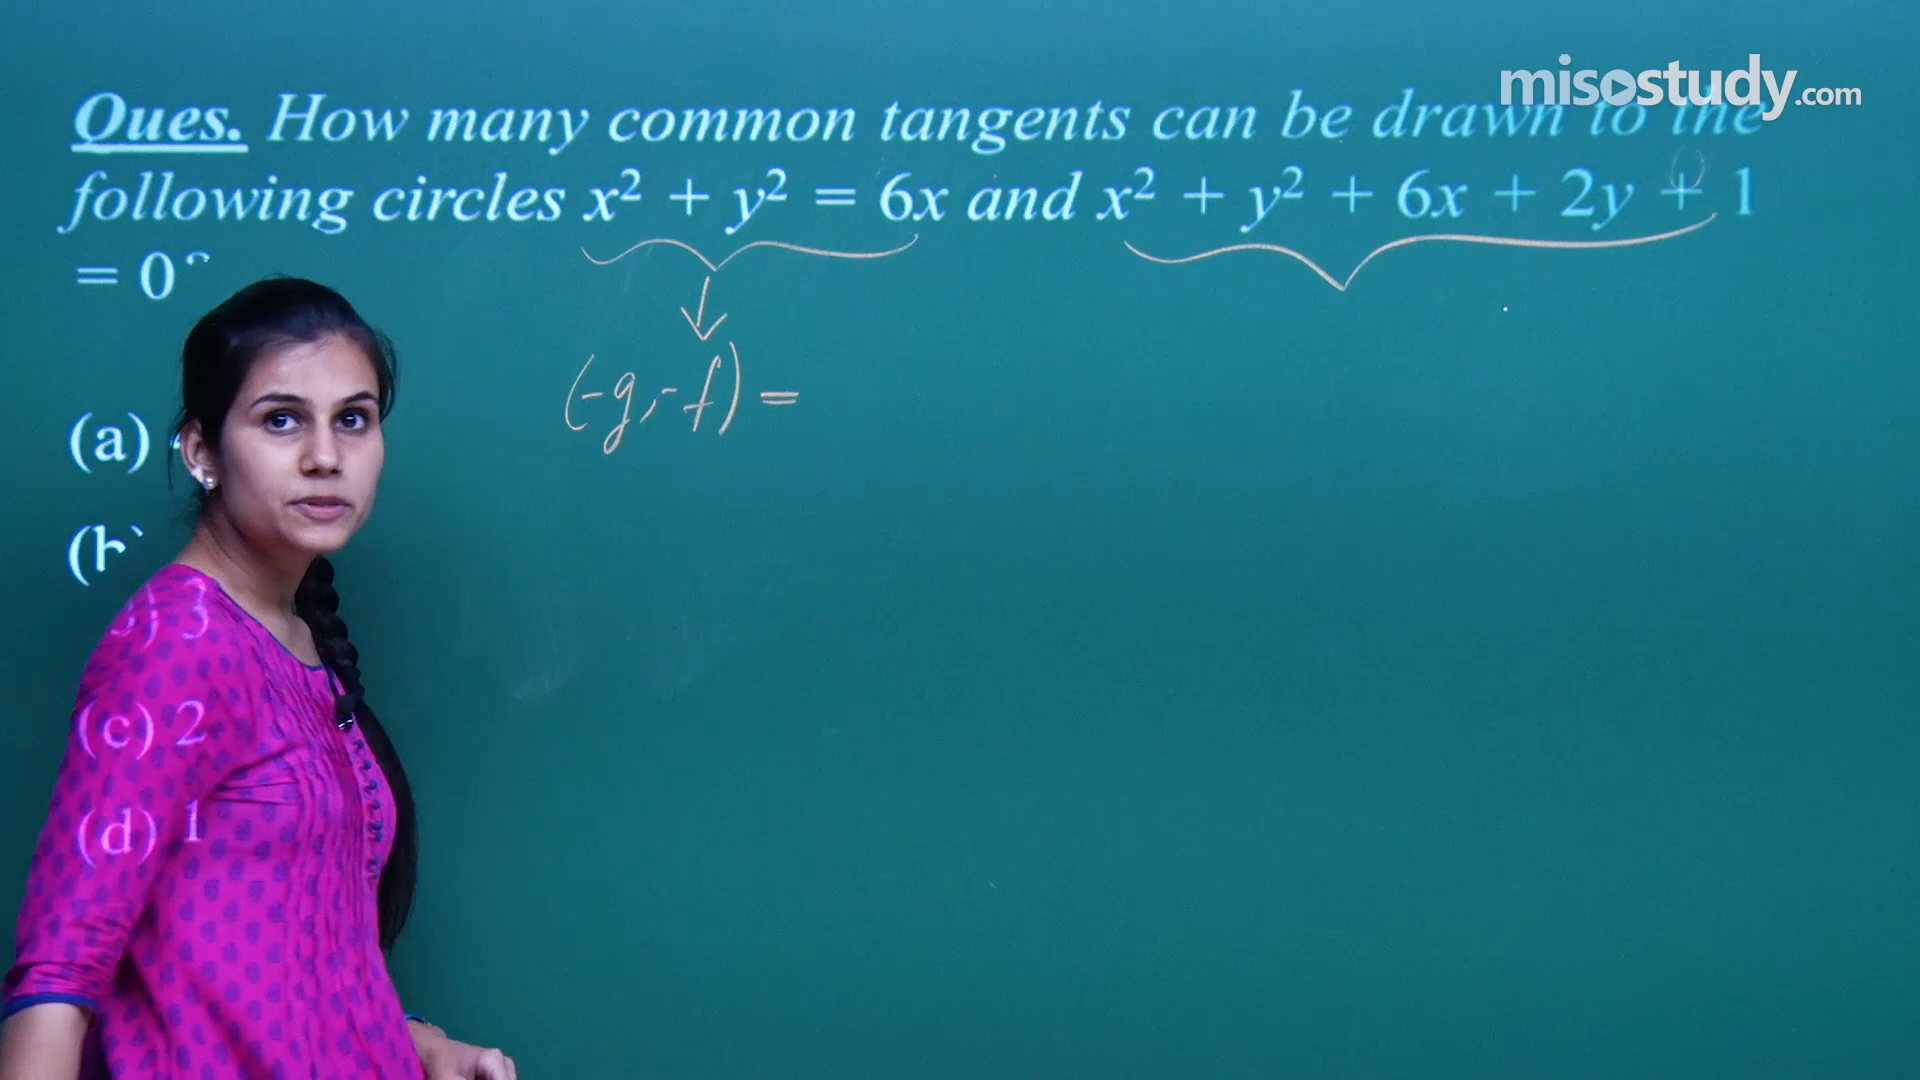 misostudy.com
Ques. How many common tangents can be drawn to the
following circles x² + y² = 6x and x² + y² + 6x + 2y + 1
= 0
(-g, -f) =
(a)
(b)
3
(c) 2
(d) 1